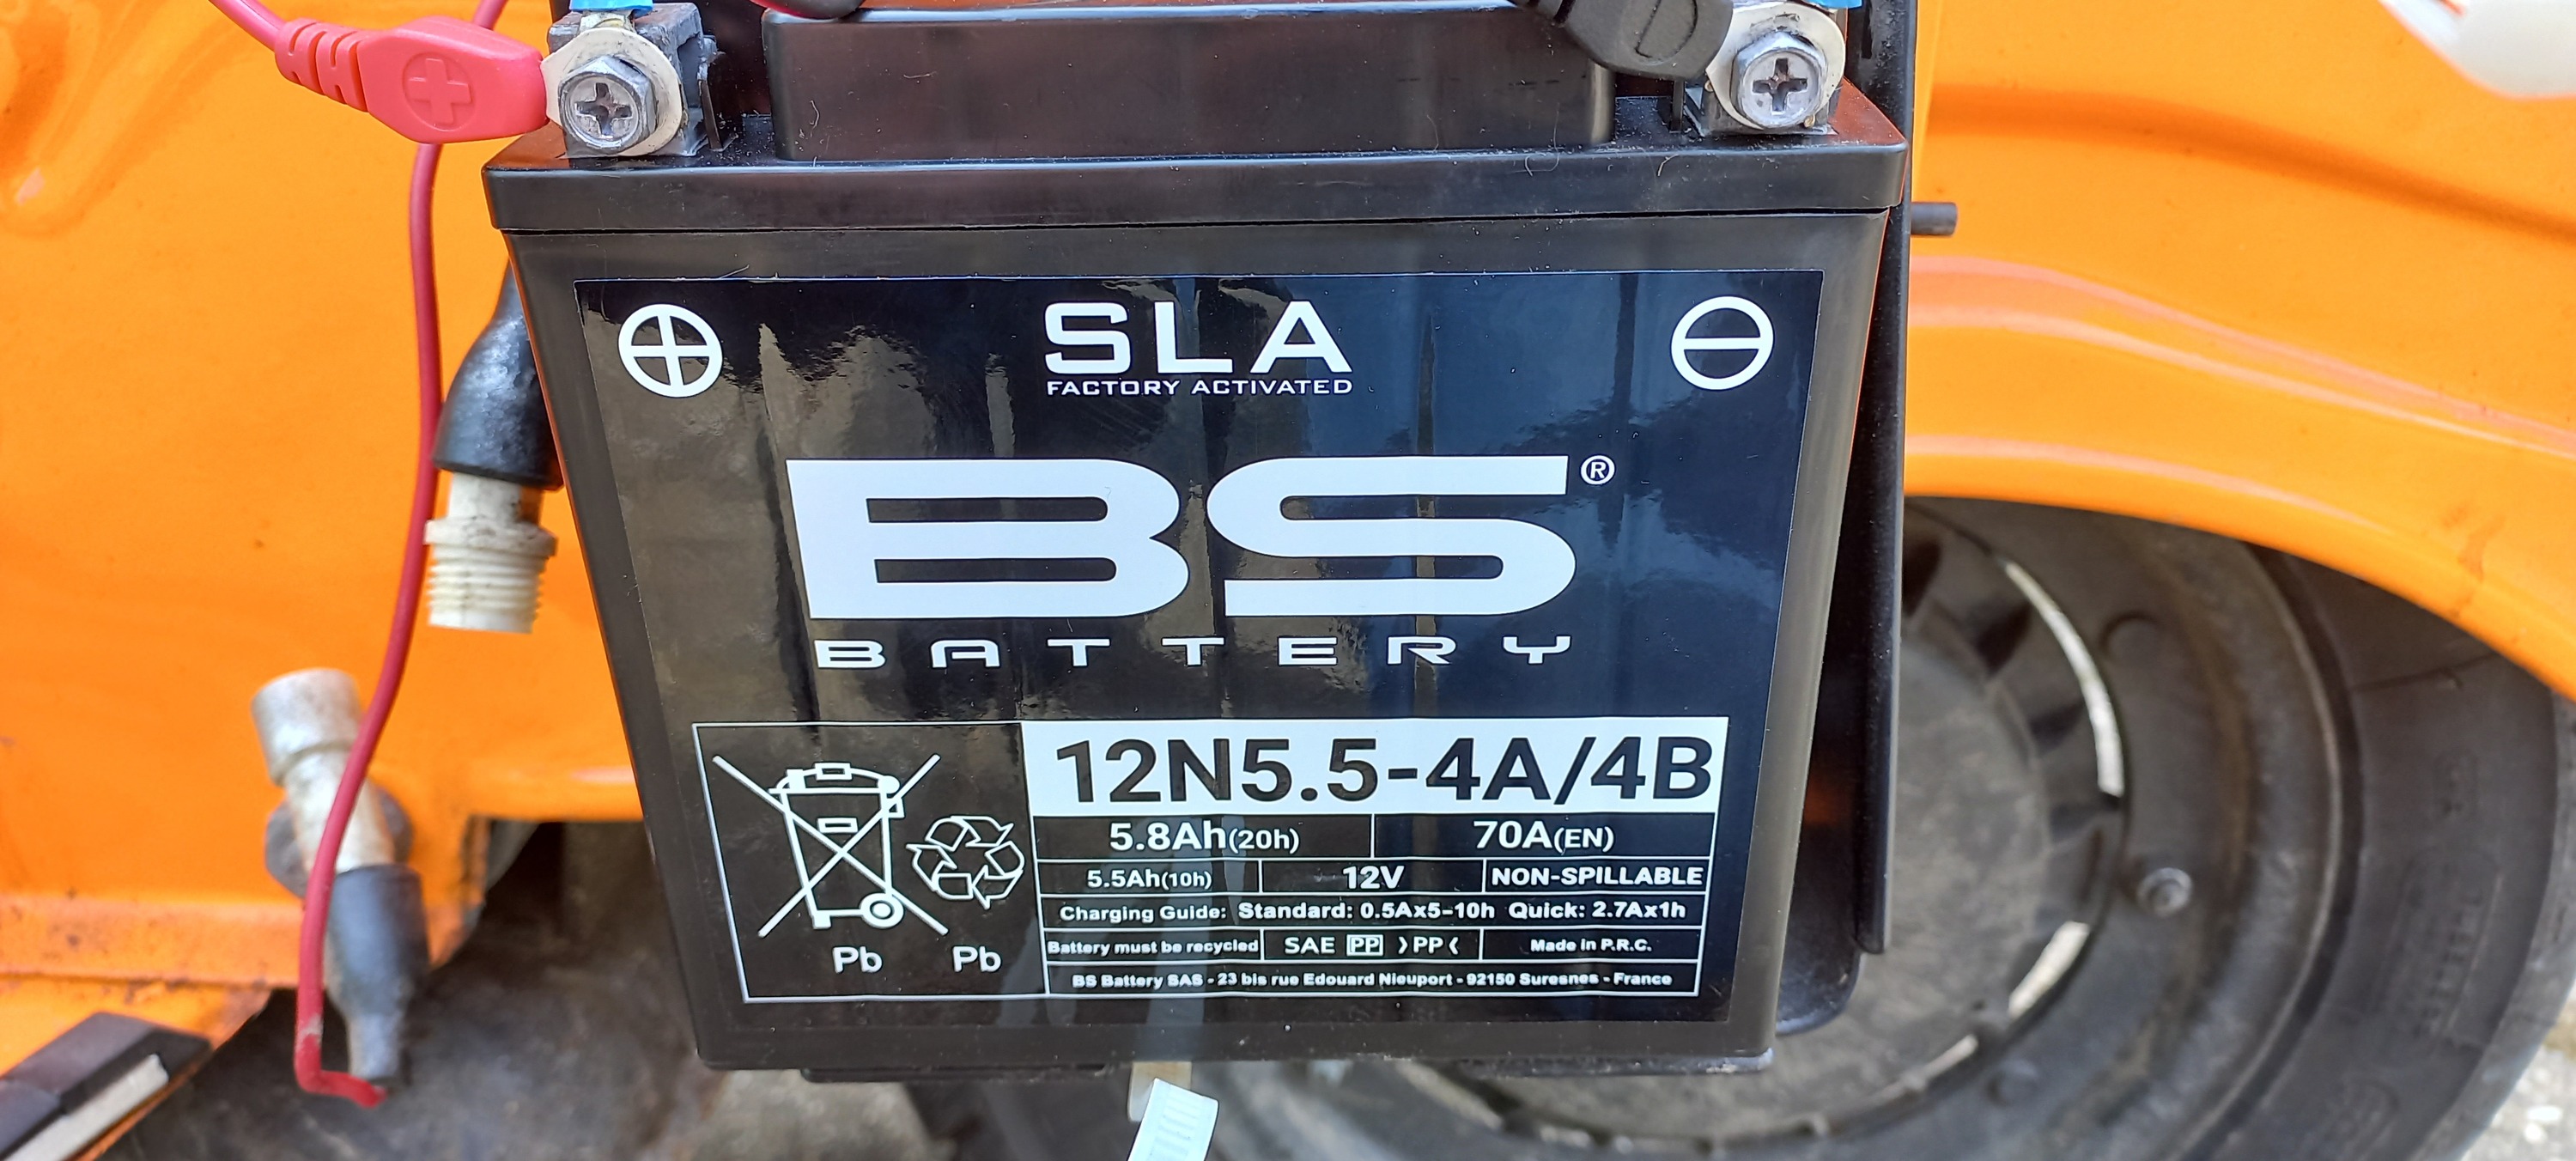 SLA
FACTORY ACTIVATED
BS®
BATTERY
12N5.5-4A/4B
5.8Ah(20h) 70A(EN)
5.5Ah(10h) 12V NON-SPILLABLE
Charging Guide: Standard: 0.5Ax5-10h Quick: 2.7Ax1h
Battery must be recycled SAE PP >PP< Made in P.R.C.
BS Battery SAS - 23 bis rue Edouard Nieuport - 92150 Suresnes - France
Pb Pb